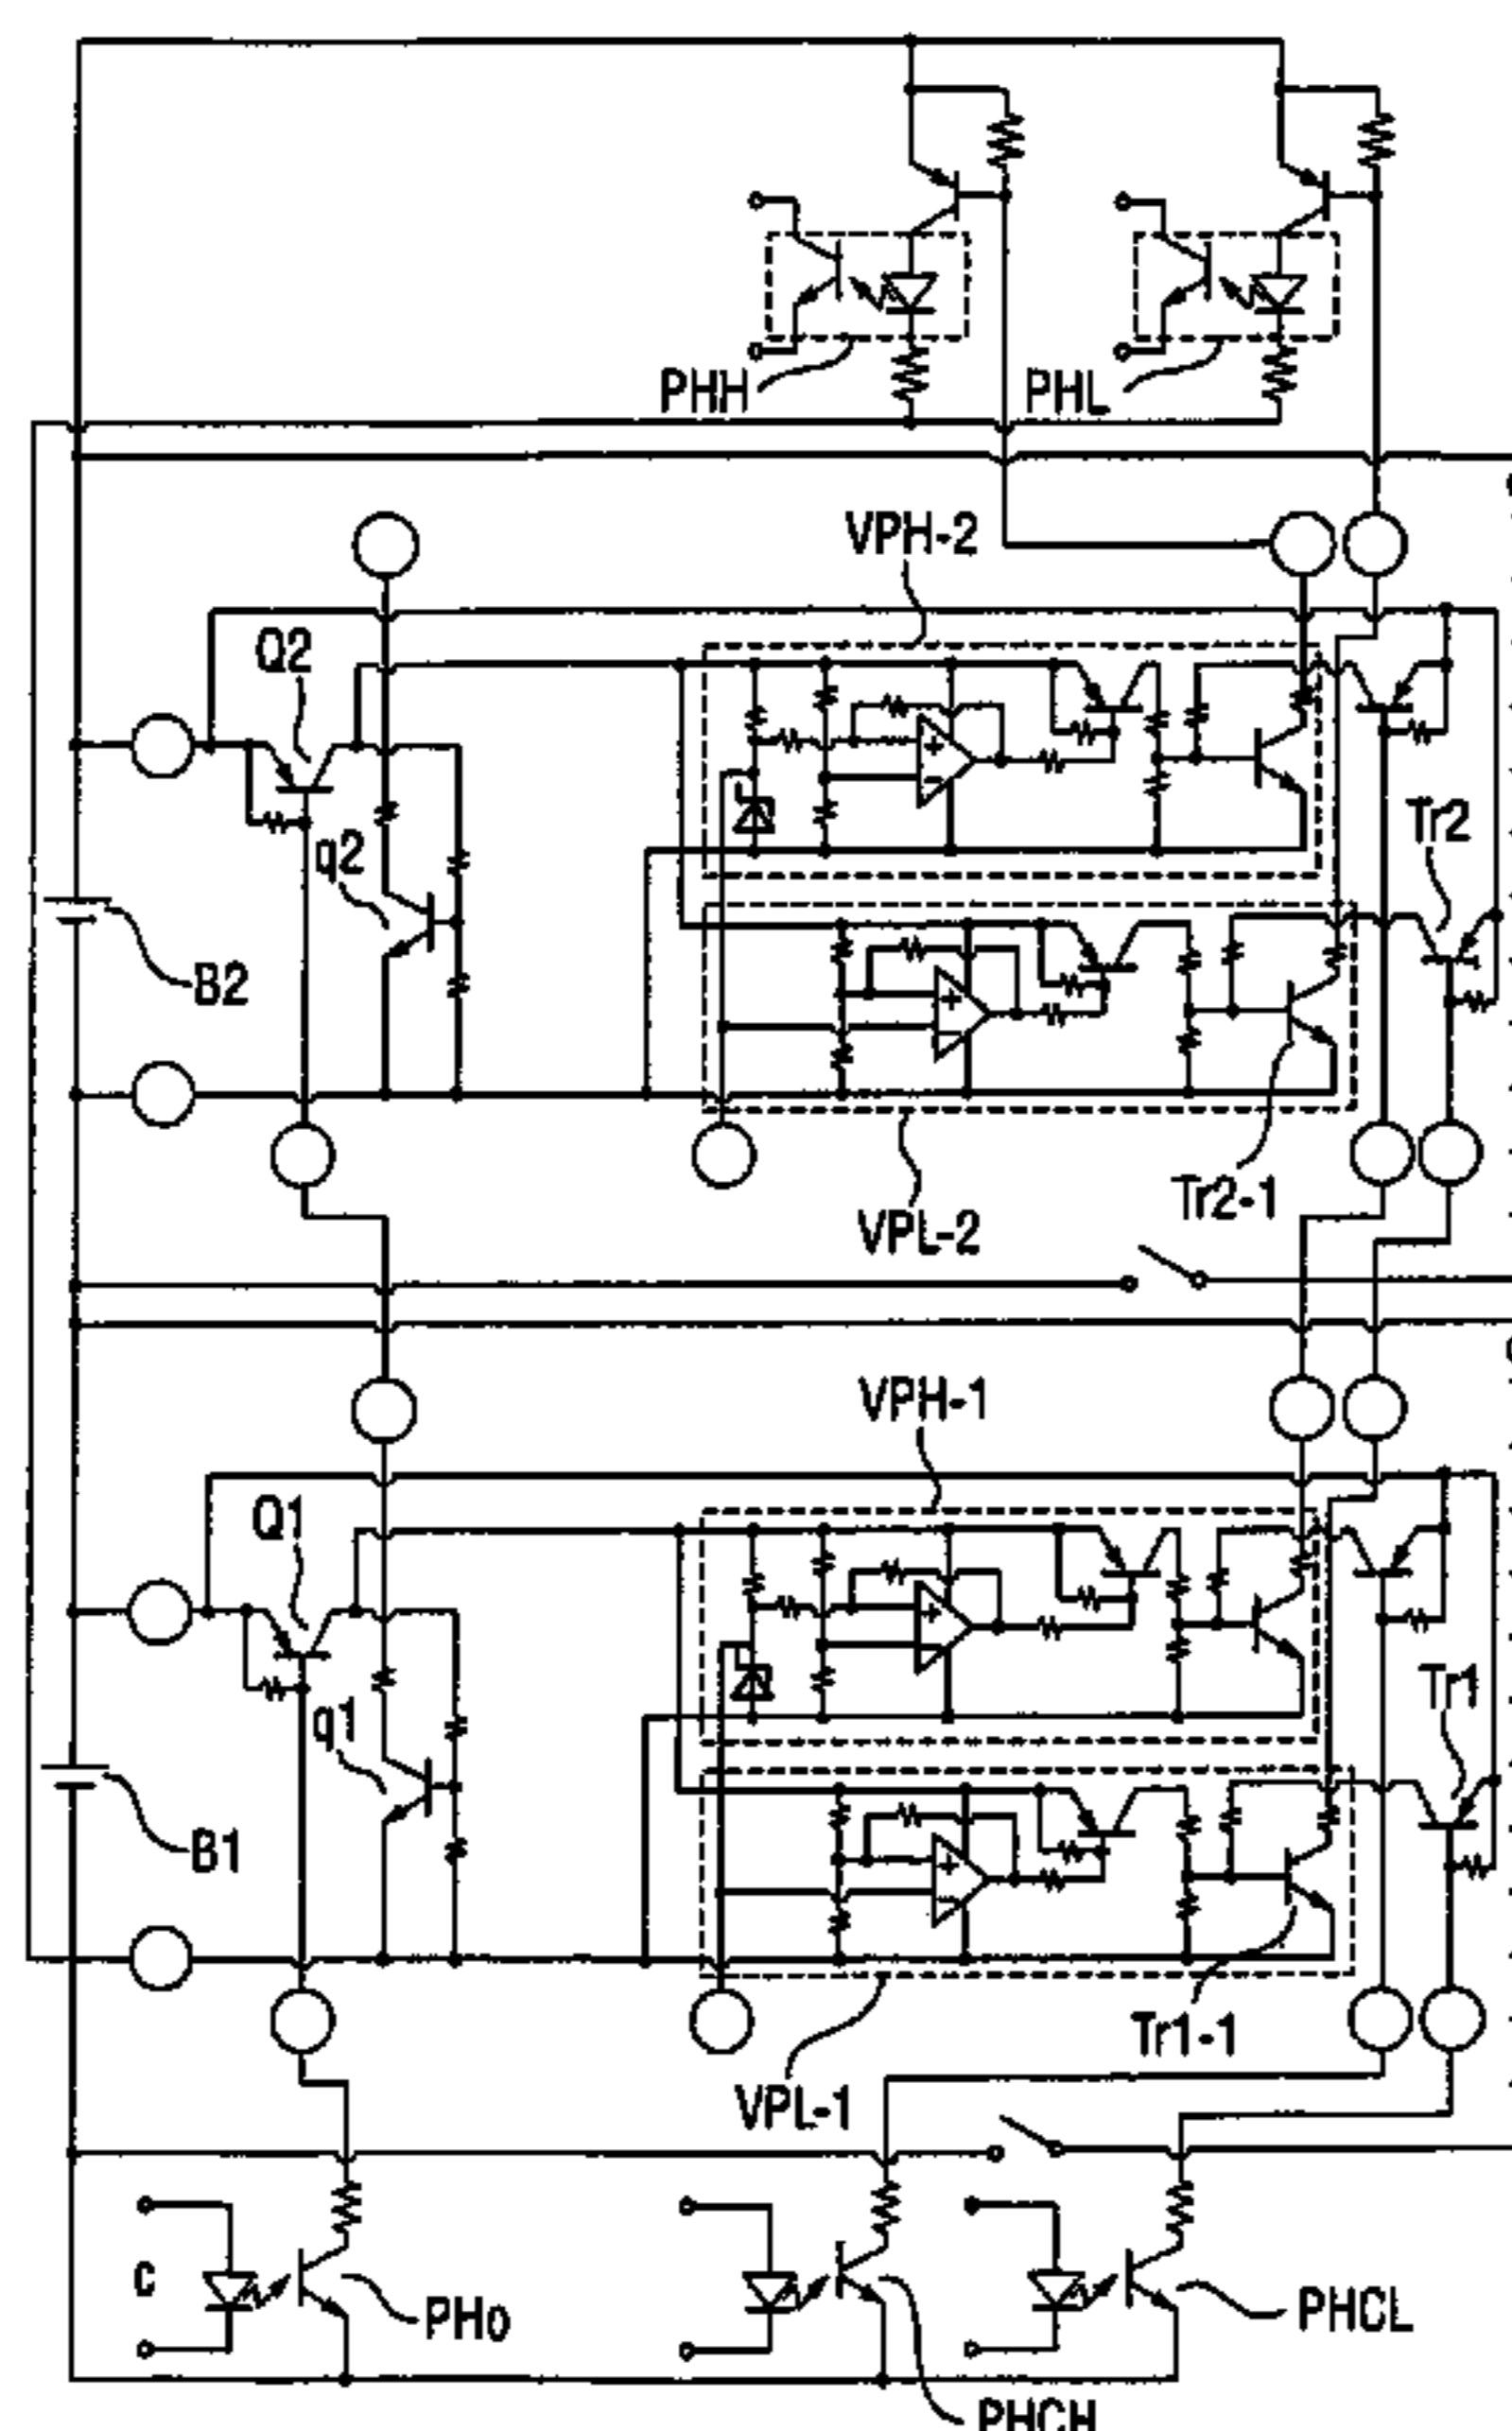 PHH
PHL
VPH-2
Q2
q2
Tr2
B2
Tr2-1
VPL-2
VPH-1
Q1
q1
Tr1
B1
Tr1-1
VPL-1
C
PHo
PHCL
PHCH